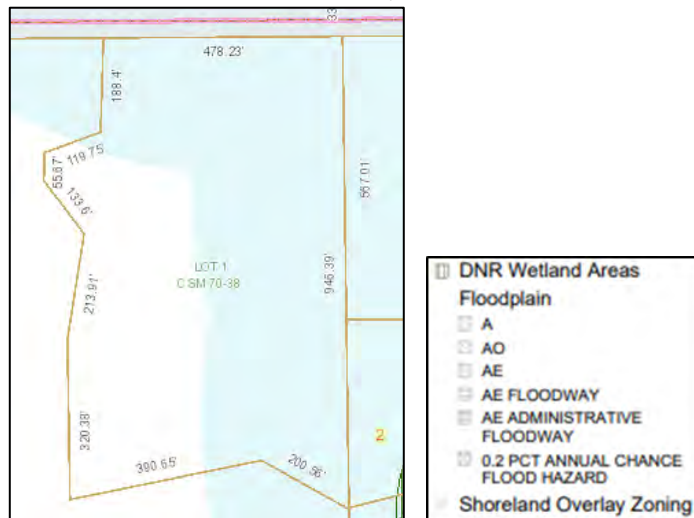 33
478.23'
188.4'
119.75
55.67'
133.6'
567.01'
213.91'
LOT 1
CSM 70-38
946.39'
320.38'
390.65'
200.56'
2
DNR Wetland Areas
Floodplain
A
AO
AE
AE FLOODWAY
AE ADMINISTRATIVE
FLOODWAY
0.2 PCT ANNUAL CHANCE
FLOOD HAZARD
Shoreland Overlay Zoning